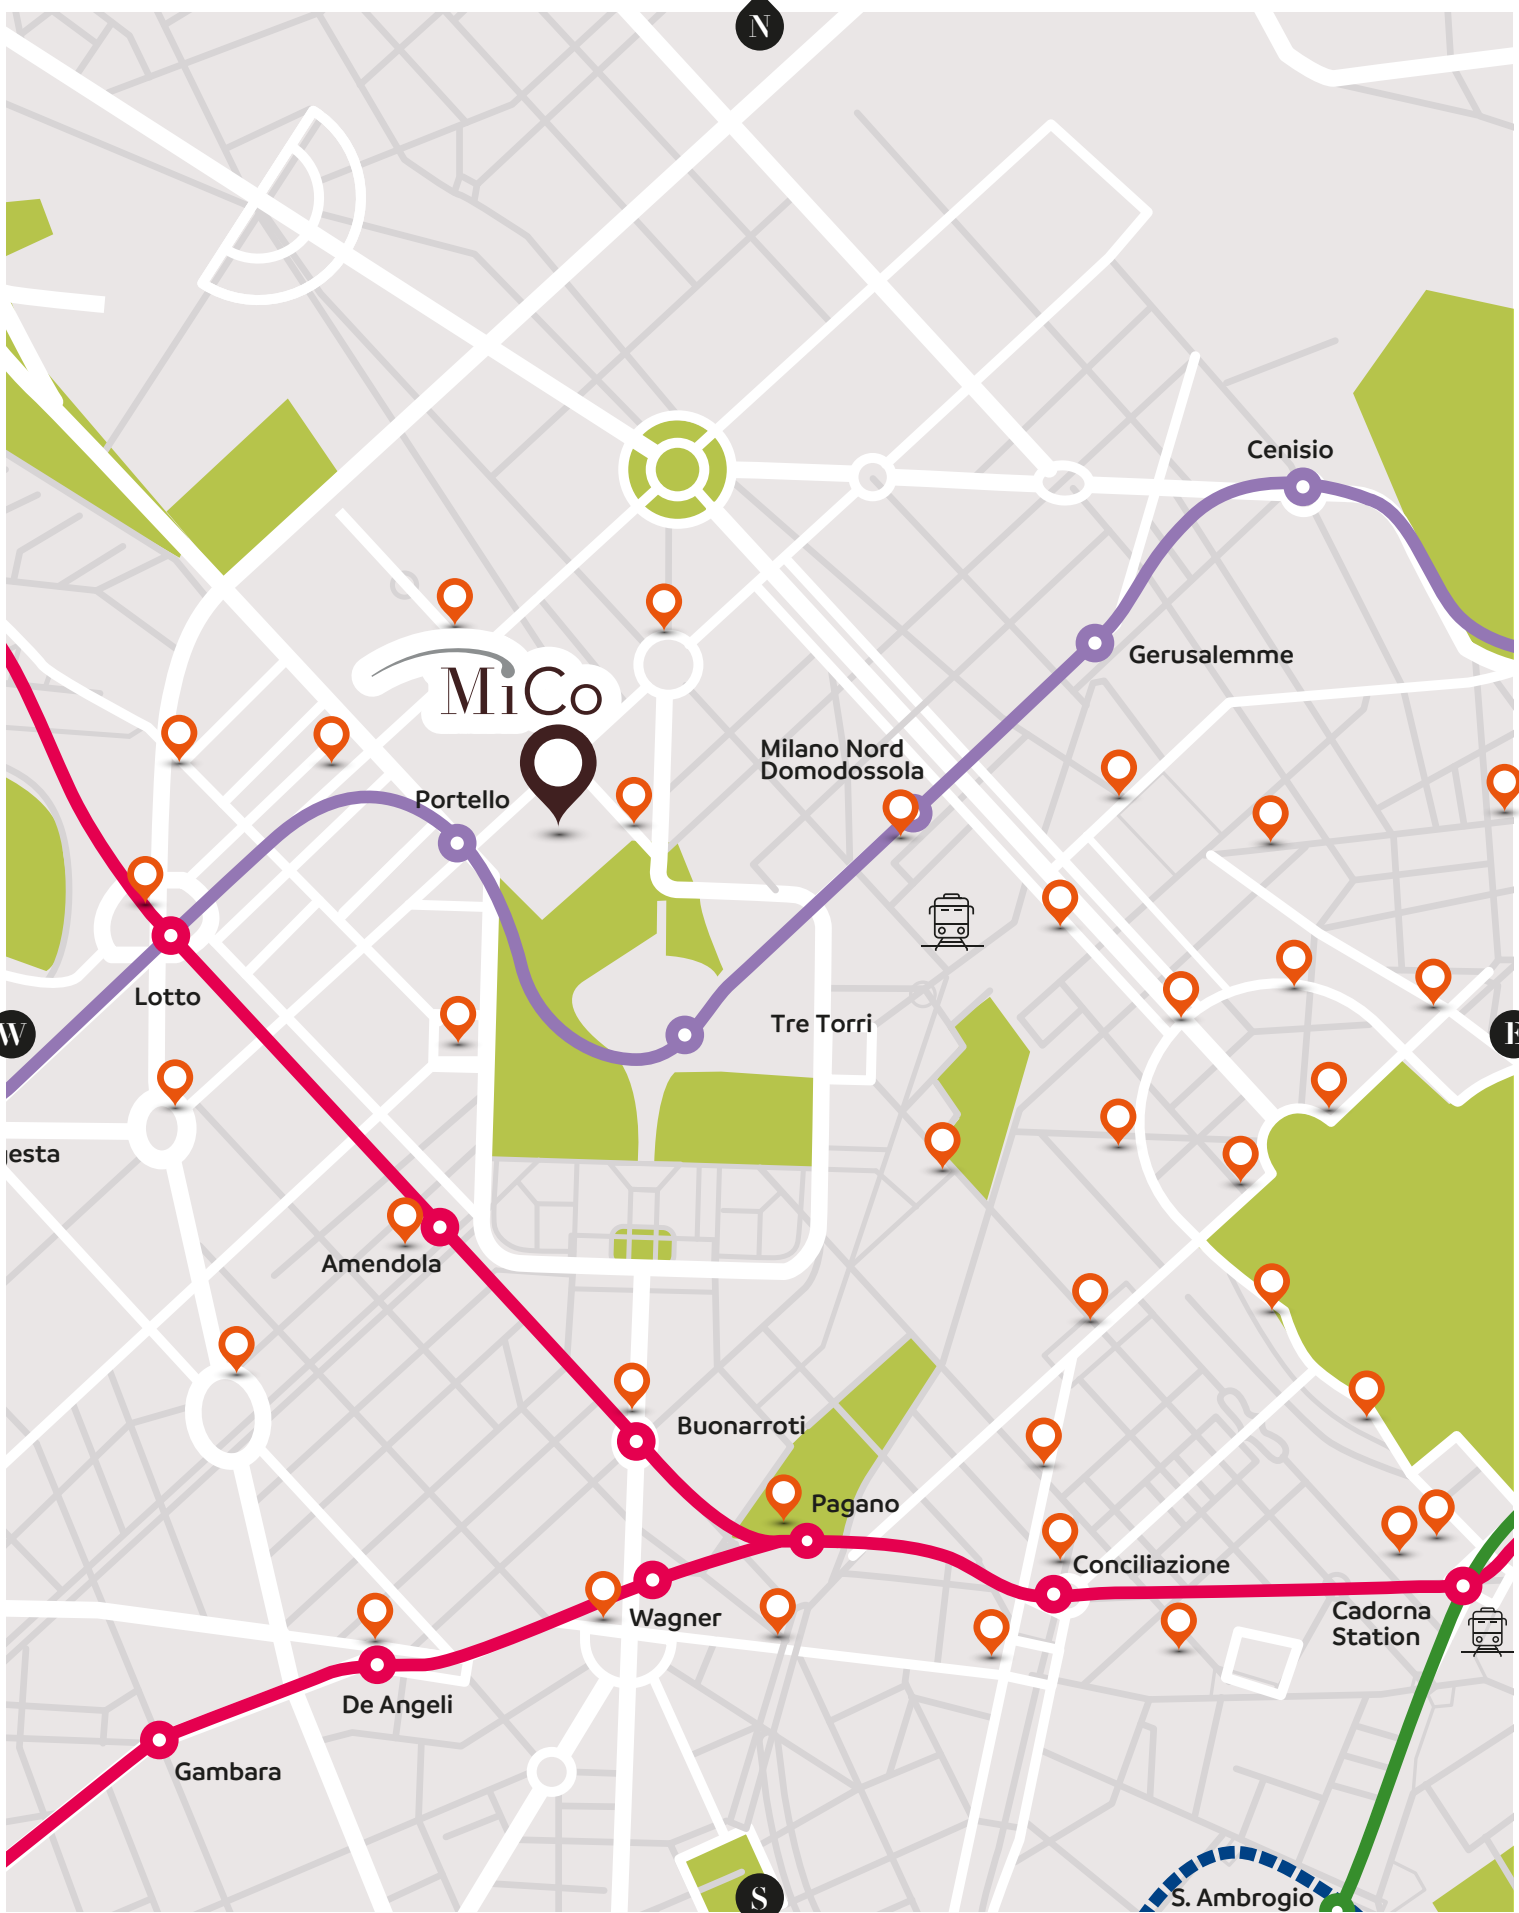 N
Cenisio
Gerusalemme
MiCo
Milano Nord
Domodossola
Portello
Lotto
W
Tre Torri
E
gesta
Amendola
Buonarroti
Pagano
Conciliazione
Wagner
Cadorna
Station
De Angeli
Gambara
S
S. Ambrogio